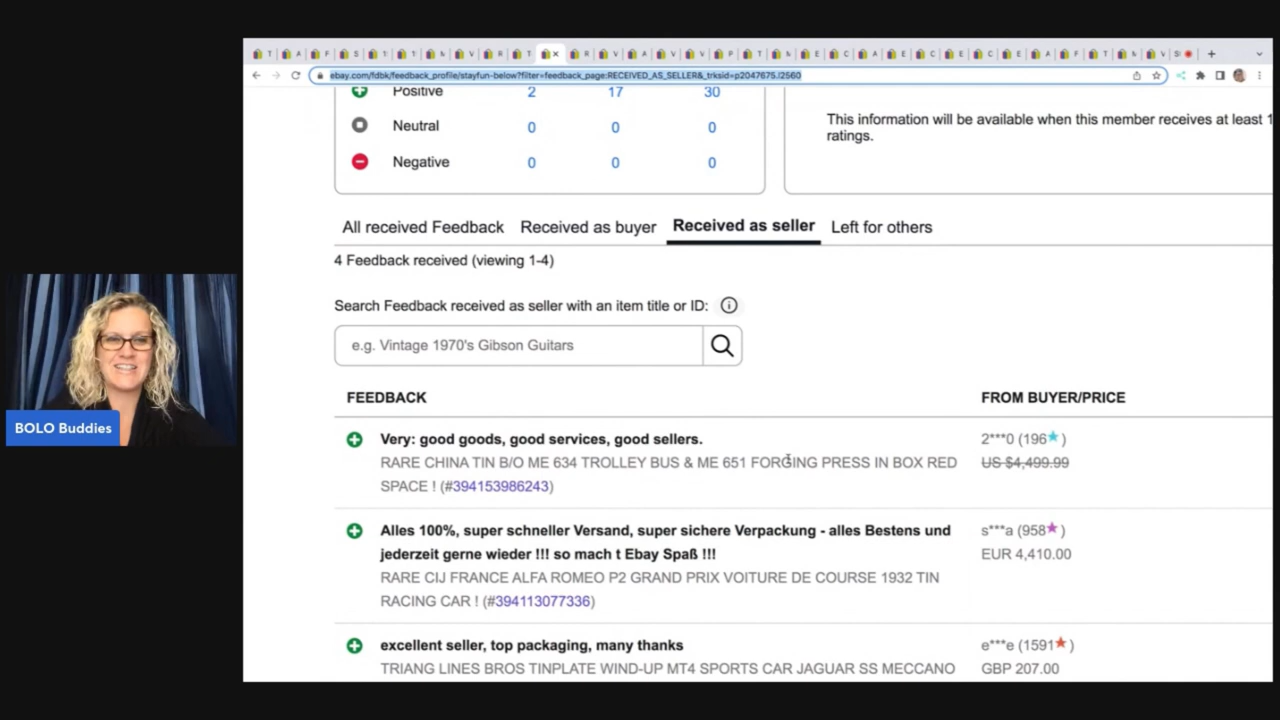 ebay.com/fdbk/feedback_profile/stayfun-below?filter=feedback_page:RECEIVED_AS_SELLER&_trksid=p2047675.l2560
Positive 2 17 30
Neutral 0 0 0
Negative 0 0 0
This information will be available when this member receives at least 1
ratings.
All received Feedback Received as buyer Received as seller Left for others
4 Feedback received (viewing 1-4)
Search Feedback received as seller with an item title or ID:
e.g. Vintage 1970's Gibson Guitars
FEEDBACK FROM BUYER/PRICE
Very: good goods, good services, good sellers. 2***0 (196)
RARE CHINA TIN B/O ME 634 TROLLEY BUS & ME 651 FORGING PRESS IN BOX RED US $4,499.99
SPACE ! (#394153986243)
Alles 100%, super schneller Versand, super sichere Verpackung - alles Bestens und s***a (958)
jederzeit gerne wieder !!! so mach t Ebay Spaß !!! EUR 4,410.00
RARE CIJ FRANCE ALFA ROMEO P2 GRAND PRIX VOITURE DE COURSE 1932 TIN
RACING CAR ! (#394113077336)
excellent seller, top packaging, many thanks e***e (1591)
TRIANG LINES BROS TINPLATE WIND-UP MT4 SPORTS CAR JAGUAR SS MECCANO GBP 207.00
BOLO Buddies